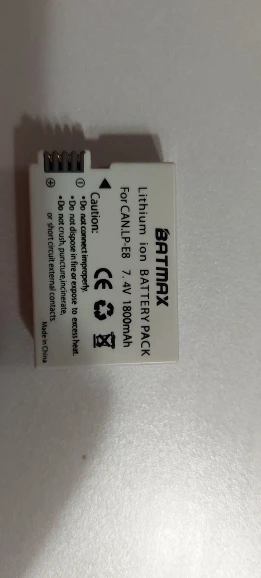 BATMAX
Lithium ion BATTERY PACK
For CAN.LP-E8 7.4V 1800mAh
Caution:
• Do not connect improperly.
• Do not dispose in fire or expose to excess heat.
• Do not crush, puncture, incinerate,
or short circuit external contacts.
Made in China